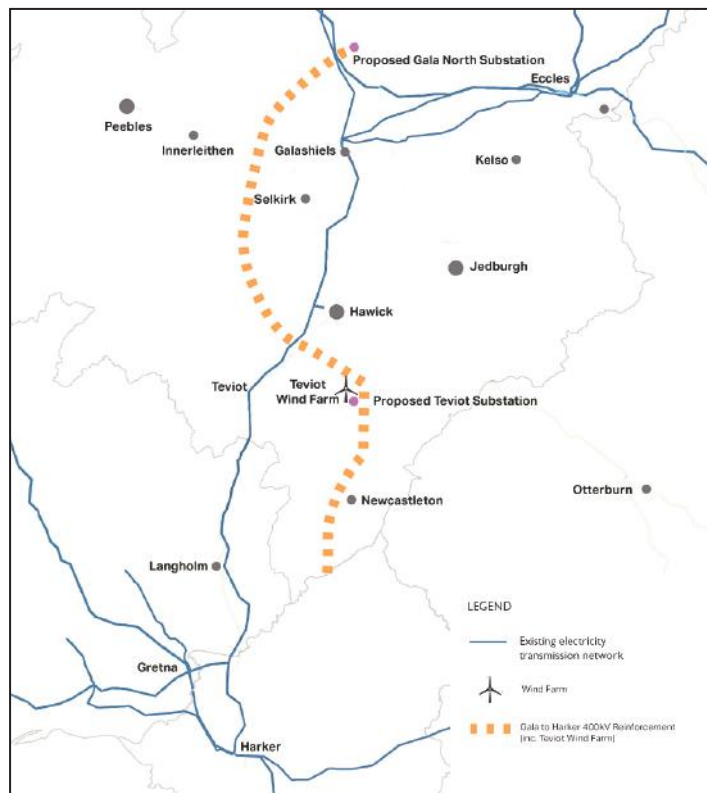 Proposed Gala North Substation
Eccles
Peebles
Innerleithen
Galashiels
Kelso
Selkirk
Jedburgh
Hawick
Teviot
Teviot
Wind Farm
Proposed Teviot Substation
Newcastleton
Otterburn
Langholm
Gretna
Harker
LEGEND
Existing electricity
transmission network
Wind Farm
Gala to Harker 400kV Reinforcement
(inc. Teviot Wind Farm)